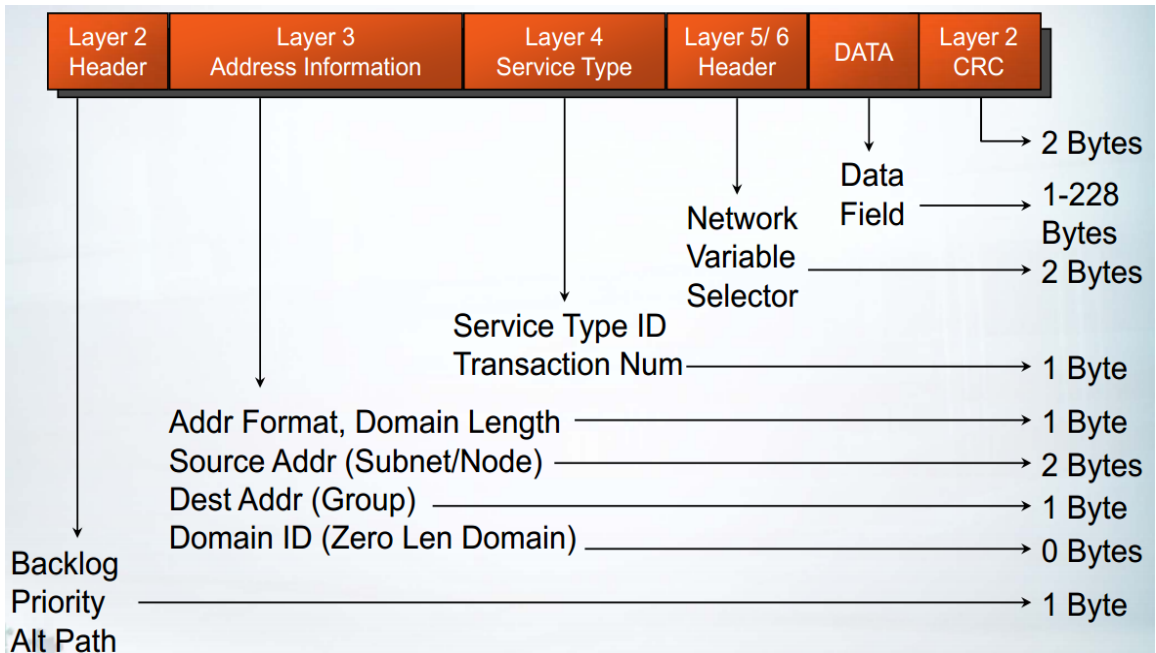 Layer 2
Header
Layer 3
Address Information
Layer 4
Service Type
Layer 5/ 6
Header
DATA
Layer 2
CRC
2 Bytes
Data
Field
1-228
Bytes
Network
Variable
Selector
2 Bytes
Service Type ID
Transaction Num
1 Byte
Addr Format, Domain Length
1 Byte
Source Addr (Subnet/Node)
2 Bytes
Dest Addr (Group)
1 Byte
Domain ID (Zero Len Domain)
0 Bytes
Backlog
Priority
Alt Path
1 Byte